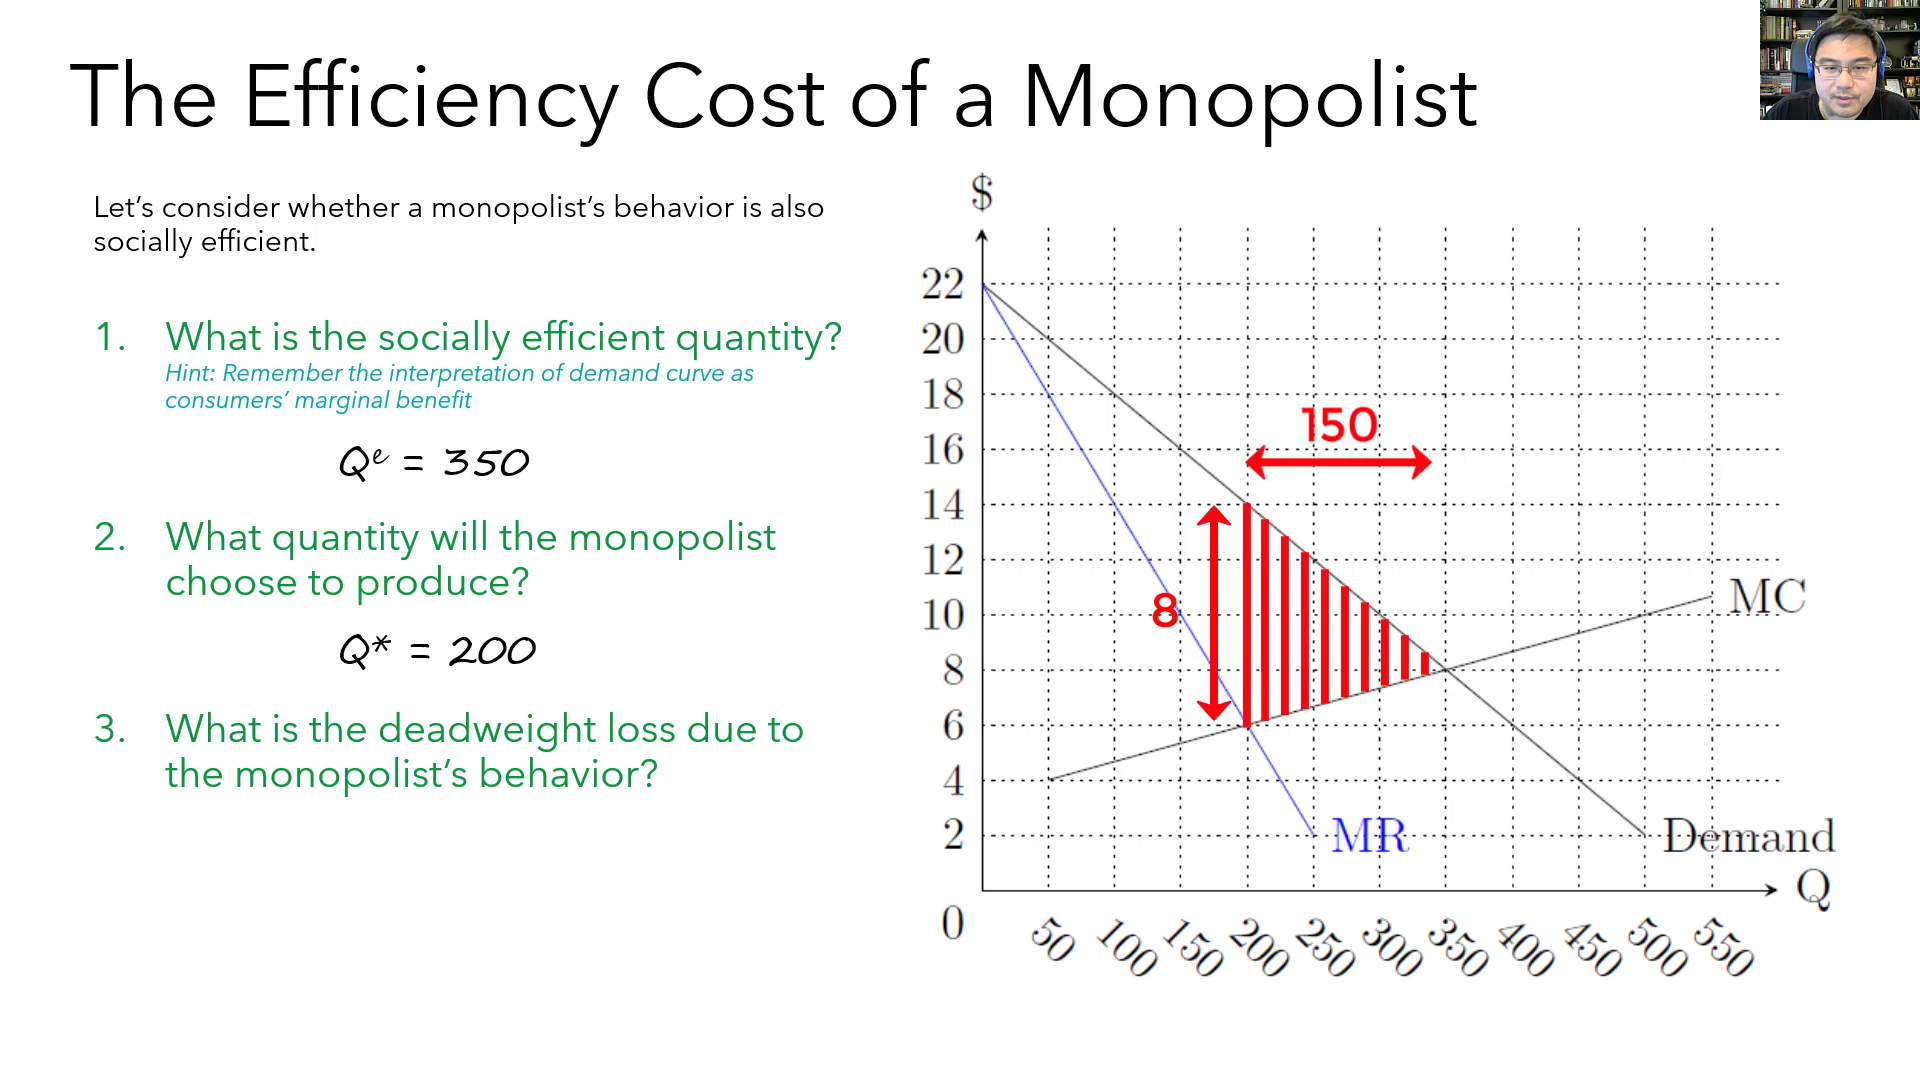 The Efficiency Cost of a Monopolist
Let's consider whether a monopolist's behavior is also
socially efficient.
1. What is the socially efficient quantity?
Hint: Remember the interpretation of demand curve as
consumers' marginal benefit
Qᵉ = 350
2. What quantity will the monopolist
choose to produce?
Q* = 200
3. What is the deadweight loss due to
the monopolist's behavior?
$
22
20
18
16
14
12
10
8
6
4
2
0
150
8
MC
MR
Demand
Q
50 100 150 200 250 300 350 400 450 500 550